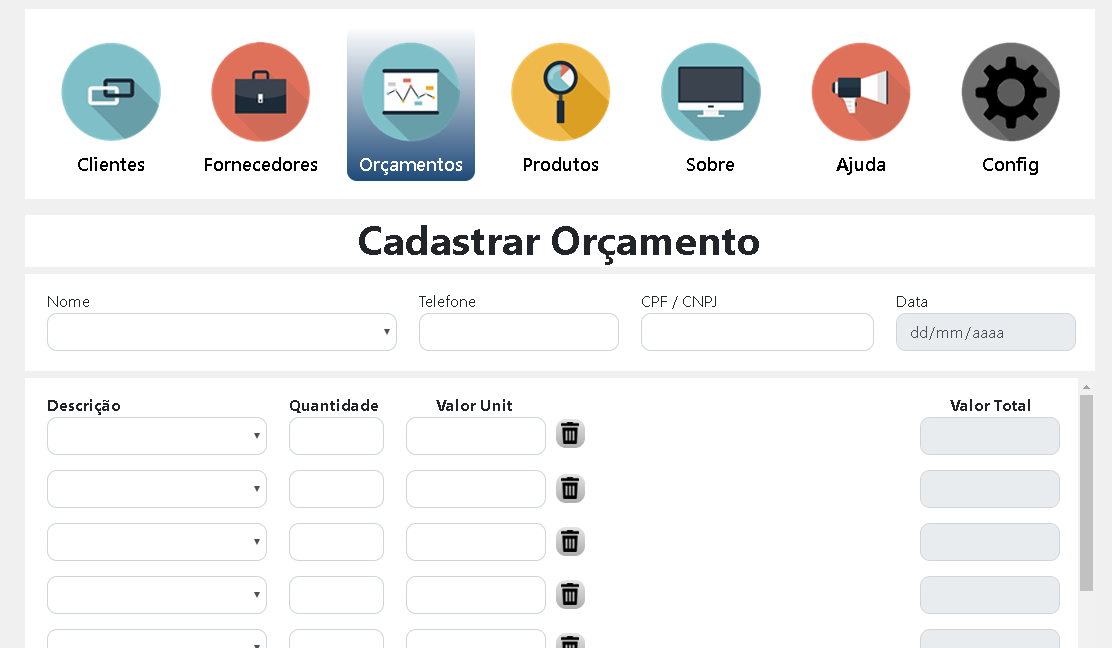 Clientes Fornecedores Orçamentos Produtos Sobre Ajuda Config
Cadastrar Orçamento
Nome Telefone CPF / CNPJ Data
dd/mm/aaaa
Descrição Quantidade Valor Unit Valor Total